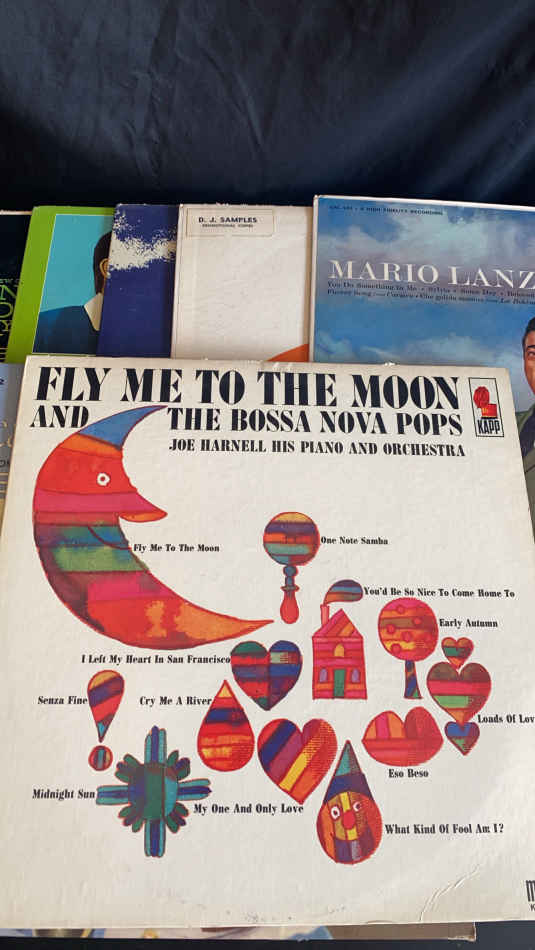 D. J. SAMPLES
MARIO LANZ
You Do Something to Me • Sylvia • Some Day •
FLY ME TO THE MOON
AND THE BOSSA NOVA POPS
JOE HARNELL HIS PIANO AND ORCHESTRA
KAPP
Fly Me To The Moon
One Note Samba
You'd Be So Nice To Come Home To
Early Autumn
I Left My Heart In San Francisco
Senza Fine
Cry Me A River
Loads Of Lov
Eso Beso
Midnight Sun
My One And Only Love
What Kind Of Fool Am I?